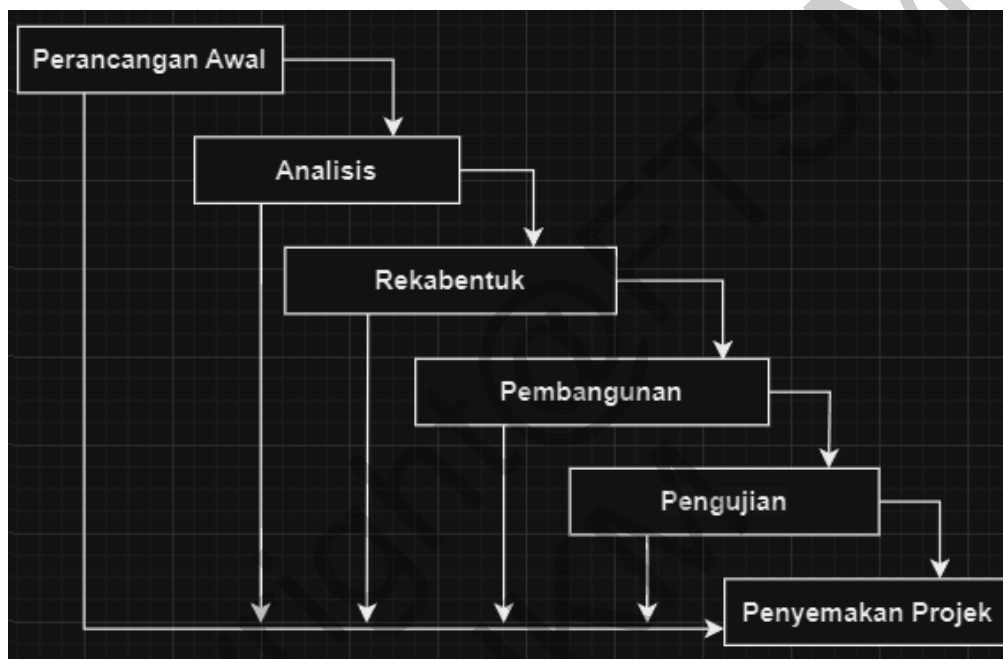 Perancangan Awal
Analisis
Rekabentuk
Pembangunan
Pengujian
Penyemakan Projek